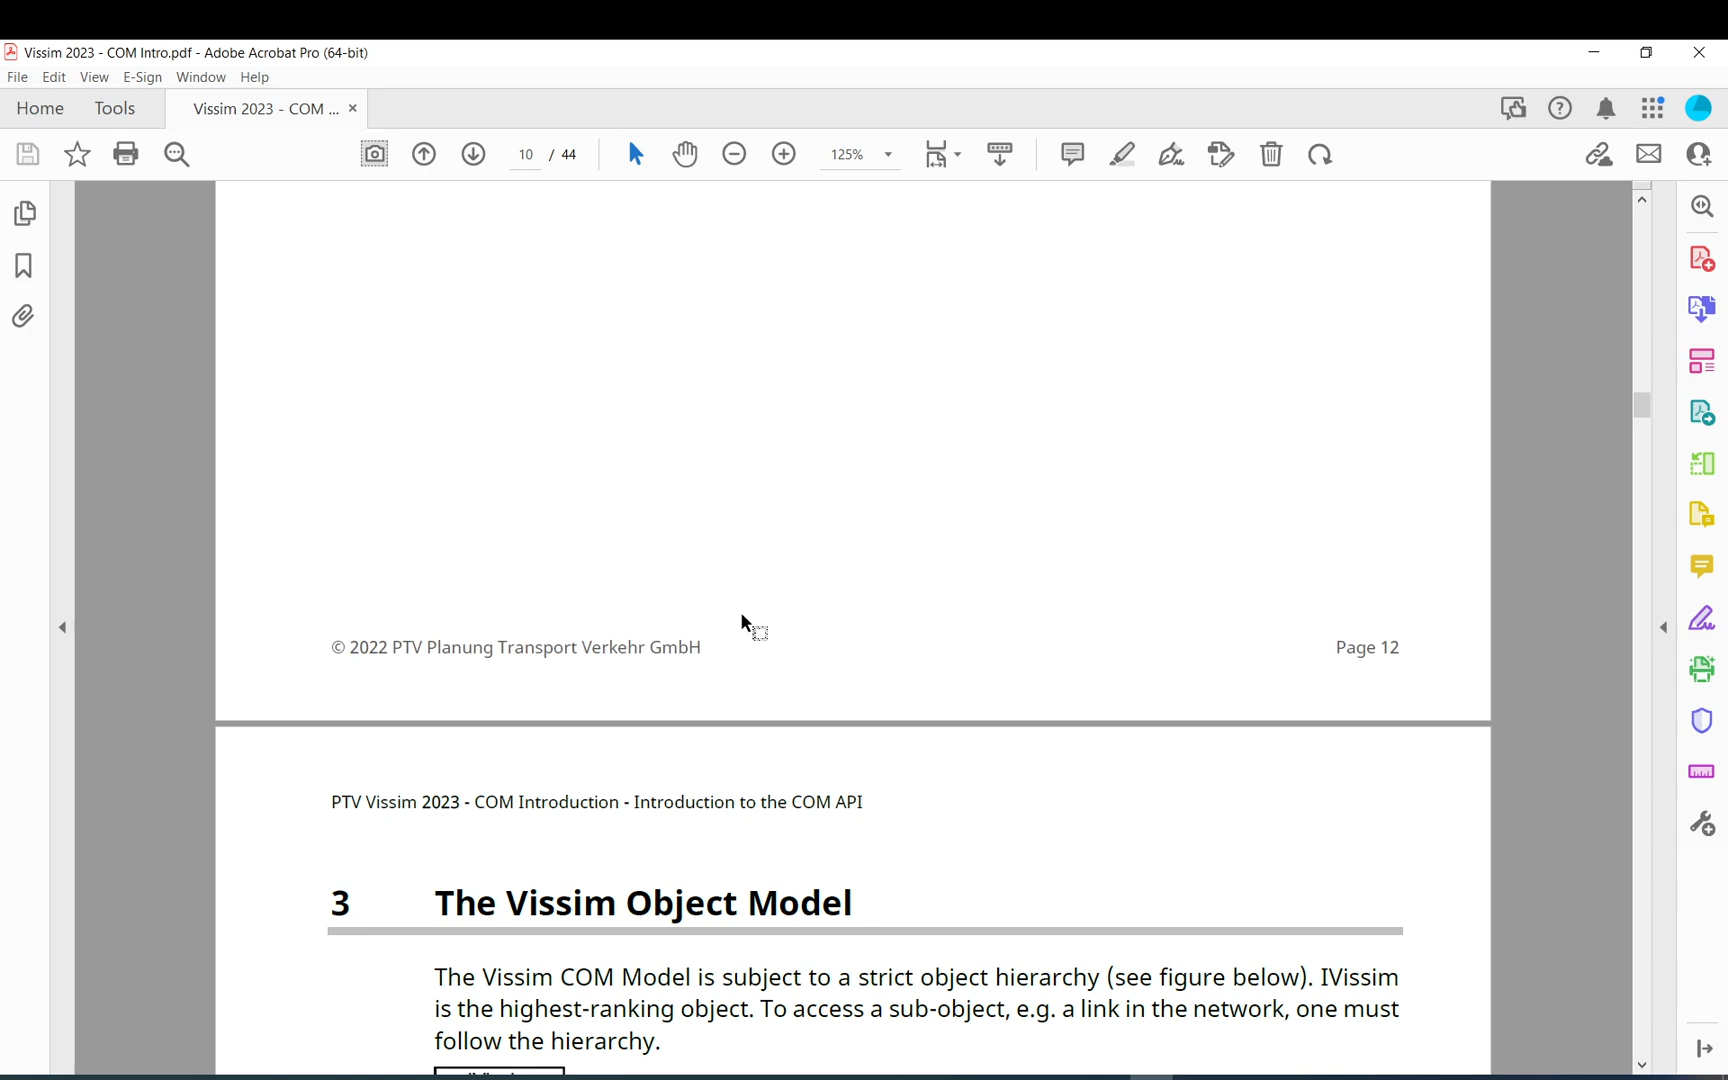 Vissim 2023 - COM Intro.pdf - Adobe Acrobat Pro (64-bit)
File Edit View E-Sign Window Help
Home Tools Vissim 2023 - COM ...
10 / 44 125%
© 2022 PTV Planung Transport Verkehr GmbH Page 12
PTV Vissim 2023 - COM Introduction - Introduction to the COM API
3 The Vissim Object Model
The Vissim COM Model is subject to a strict object hierarchy (see figure below). IVissim
is the highest-ranking object. To access a sub-object, e.g. a link in the network, one must
follow the hierarchy.